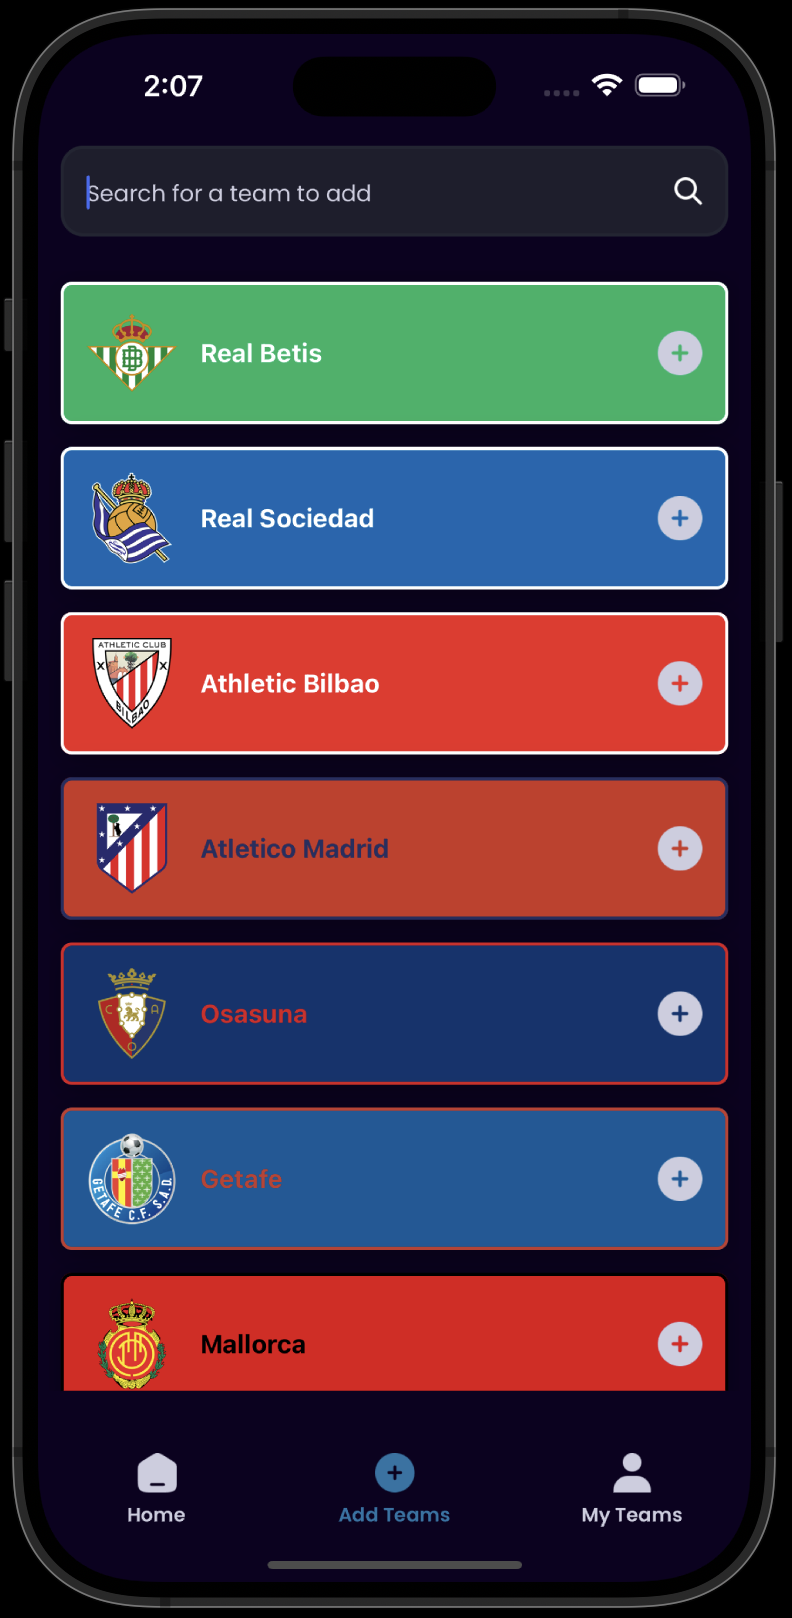 2:07
Search for a team to add
Real Betis
Real Sociedad
ATHLETIC CLUB
BILBAO
Athletic Bilbao
Atletico Madrid
C A
O
Osasuna
GETAFE C.F. S.A.D.
Getafe
Mallorca
Home
Add Teams
My Teams